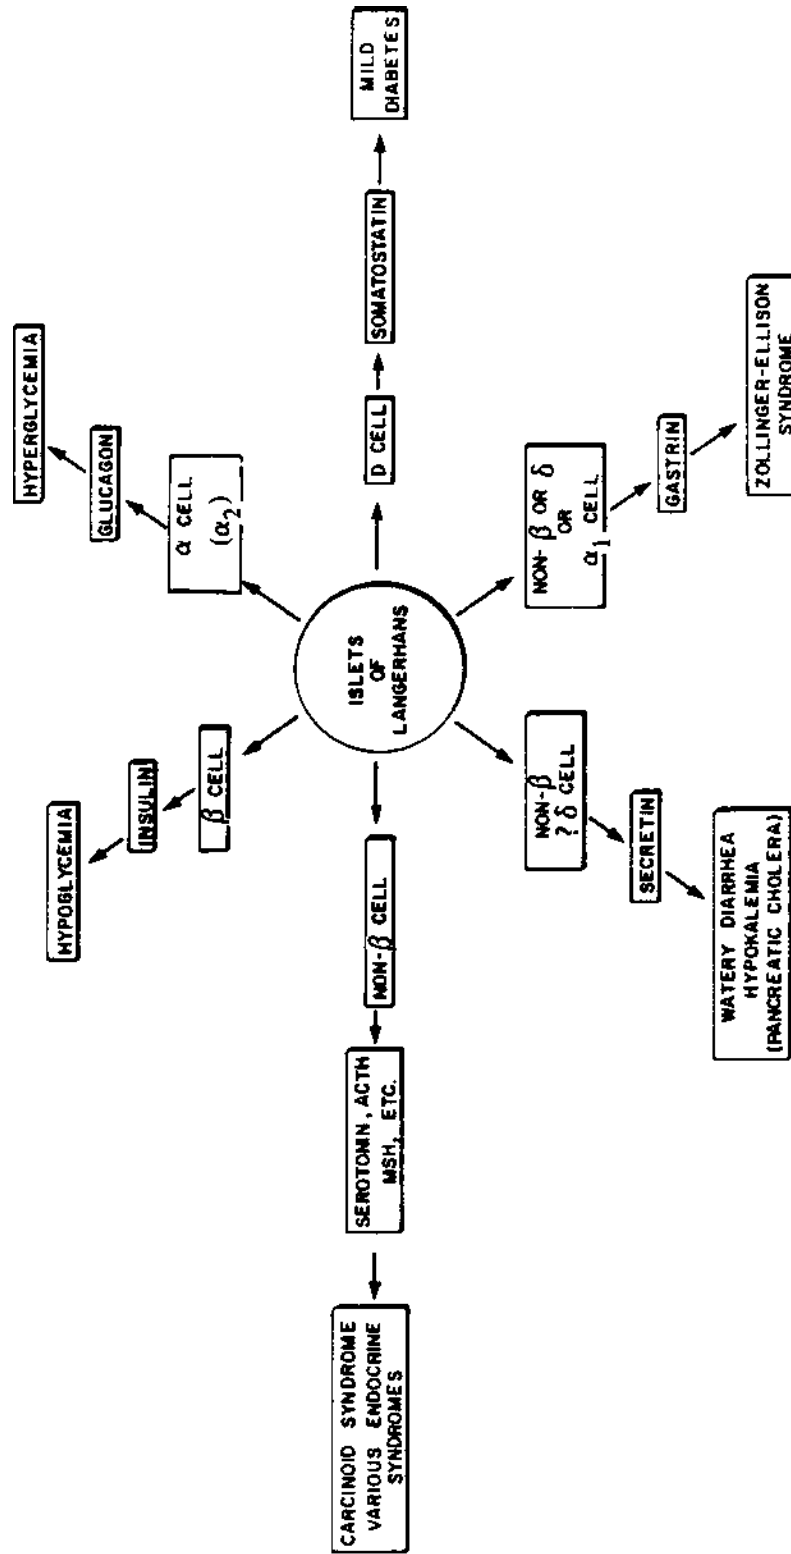 ISLETS
OF
LANGERHANS
β CELL
INSULIN
HYPOGLYCEMIA
α CELL
(α2)
GLUCAGON
HYPERGLYCEMIA
D CELL
SOMATOSTATIN
MILD
DIABETES
NON-β OR δ
OR
α1 CELL
GASTRIN
ZOLLINGER-ELLISON
SYNDROME
NON-β
? δ CELL
SECRETIN
WATERY DIARRHEA
HYPOKALEMIA
(PANCREATIC CHOLERA)
NON-β CELL
SEROTONIN, ACTH
MSH, ETC.
CARCINOID SYNDROME
VARIOUS ENDOCRINE
SYNDROMES